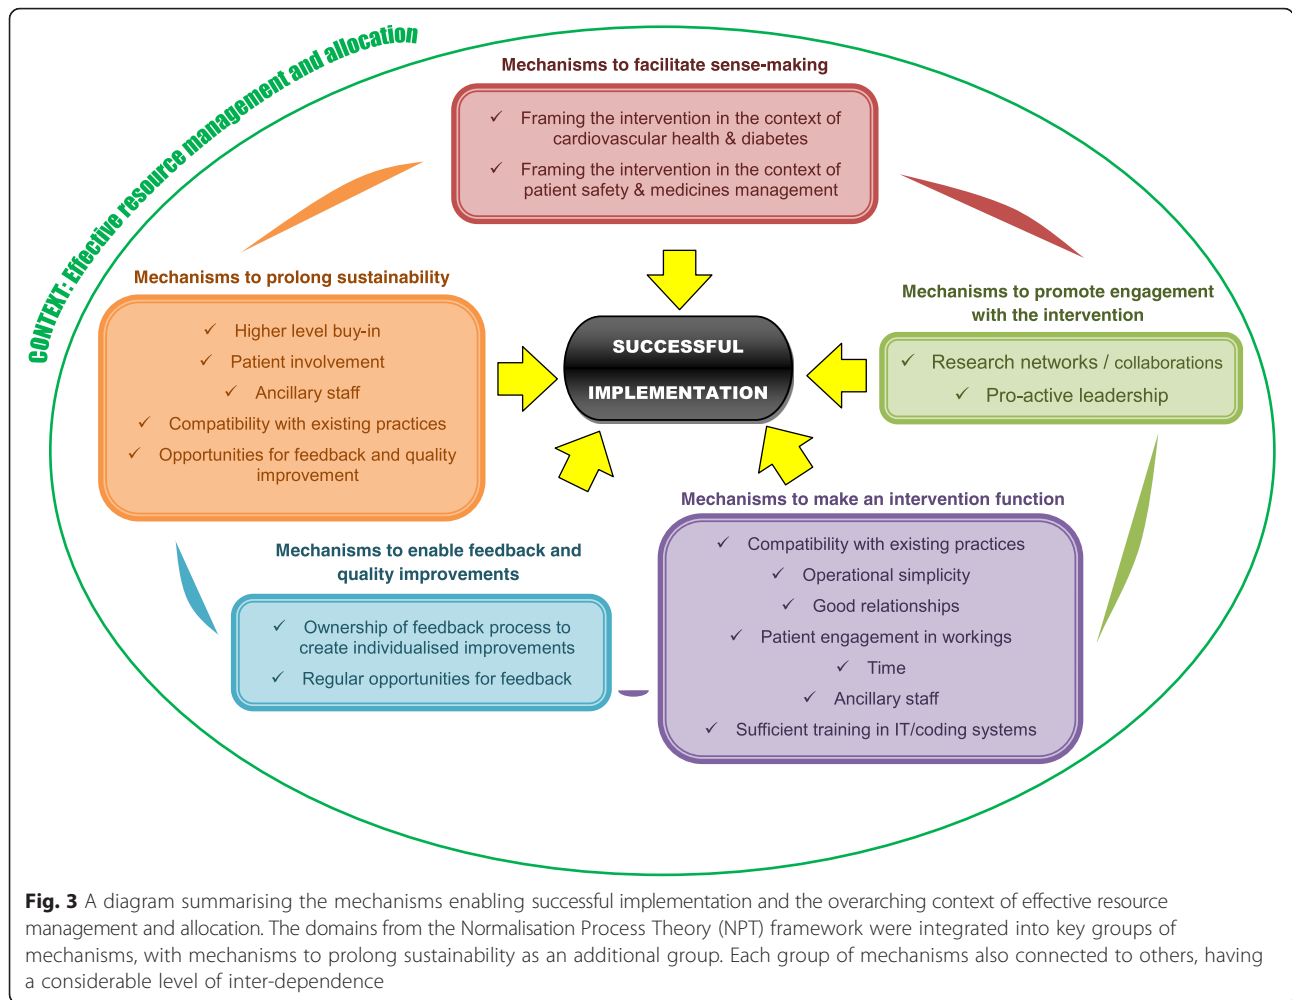 CONTEXT: Effective resource management and allocation
Mechanisms to facilitate sense-making
✓ Framing the intervention in the context of
cardiovascular health & diabetes
✓ Framing the intervention in the context of
patient safety & medicines management
Mechanisms to prolong sustainability
✓ Higher level buy-in
✓ Patient involvement
✓ Ancillary staff
✓ Compatibility with existing practices
✓ Opportunities for feedback and quality
improvement
SUCCESSFUL
IMPLEMENTATION
Mechanisms to promote engagement
with the intervention
✓ Research networks / collaborations
✓ Pro-active leadership
Mechanisms to enable feedback and
quality improvements
✓ Ownership of feedback process to
create individualised improvements
✓ Regular opportunities for feedback
Mechanisms to make an intervention function
✓ Compatibility with existing practices
✓ Operational simplicity
✓ Good relationships
✓ Patient engagement in workings
✓ Time
✓ Ancillary staff
✓ Sufficient training in IT/coding systems
Fig. 3 A diagram summarising the mechanisms enabling successful implementation and the overarching context of effective resource
management and allocation. The domains from the Normalisation Process Theory (NPT) framework were integrated into key groups of
mechanisms, with mechanisms to prolong sustainability as an additional group. Each group of mechanisms also connected to others, having
a considerable level of inter-dependence